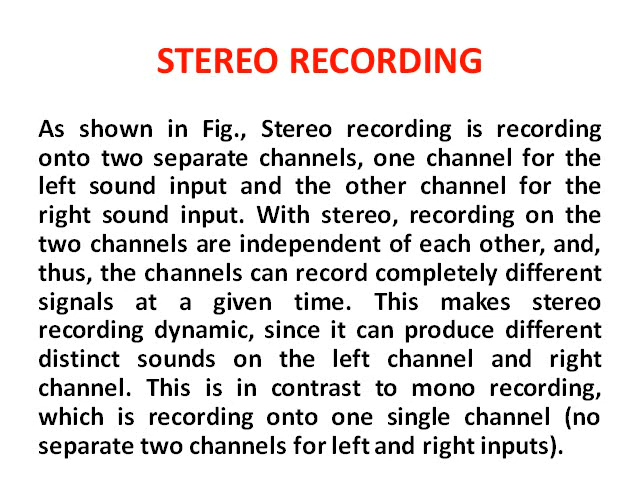 STEREO RECORDING
As shown in Fig., Stereo recording is recording
onto two separate channels, one channel for the
left sound input and the other channel for the
right sound input. With stereo, recording on the
two channels are independent of each other, and,
thus, the channels can record completely different
signals at a given time. This makes stereo
recording dynamic, since it can produce different
distinct sounds on the left channel and right
channel. This is in contrast to mono recording,
which is recording onto one single channel (no
separate two channels for left and right inputs).